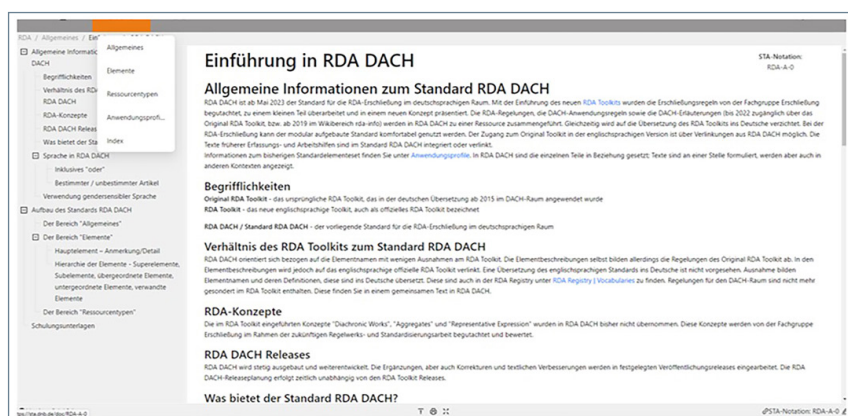 RDA / Allgemeines /
Allgemeines
Elemente
Ressourcentypen
Anwendungsprofi...
Index
DACH
Begrifflichkeiten
RDA DACH
RDA-Konzepte
Sprache in RDA DACH
Inklusives "oder"
Bestimmter / unbestimmter Artikel
Verwendung gendersensibler Sprache
Aufbau des Standards RDA DACH
Der Bereich "Allgemeines"
Der Bereich "Elemente"
Hauptelement – Anmerkung/Detail
Hierarchie der Elemente - Superelemente,
Subelemente, übergeordnete Elemente,
untergeordnete Elemente, verwandte
Elemente
Der Bereich "Ressourcentypen"
Schulungsunterlagen
Einführung in RDA DACH
STA-Notation:
RDA-A-0
Allgemeine Informationen zum Standard RDA DACH
RDA DACH ist ab Mai 2023 der Standard für die RDA-Erschließung im deutschsprachigen Raum. Mit der Einführung des neuen RDA Toolkits wurden die Erschließungsregeln von der Fachgruppe Erschließung
begutachtet, zu einem kleinen Teil überarbeitet und in einem neuen Konzept präsentiert. Die RDA-Regelungen, die DACH-Anwendungsregeln sowie die DACH-Erläuterungen (bis 2022 zugänglich über das
Original RDA Toolkit, bzw. ab 2019 im Wikibereich rda-info) werden in RDA DACH zu einer Ressource zusammengeführt. Gleichzeitig wird auf die Übersetzung des RDA Toolkits ins Deutsche verzichtet. Bei der
RDA-Erschließung kann der modular aufgebaute Standard komfortabel genutzt werden. Der Zugang zum Original Toolkit in der englischsprachigen Version ist über Verlinkungen aus RDA DACH möglich. Die
Texte früherer Erfassungs- und Arbeitshilfen sind im Standard RDA DACH integriert oder verlinkt.
Informationen zum bisherigen Standardelementeset finden Sie unter Anwendungsprofile. In RDA DACH sind die einzelnen Teile in Beziehung gesetzt; Texte sind an einer Stelle formuliert, werden aber auch in
anderen Kontexten angezeigt.
Begrifflichkeiten
Original RDA Toolkit - das ursprüngliche RDA Toolkit, das in der deutschen Übersetzung ab 2015 im DACH-Raum angewendet wurde
RDA Toolkit - das neue englischsprachige Toolkit, auch als offizielles RDA Toolkit bezeichnet
RDA DACH / Standard RDA DACH - der vorliegende Standard für die RDA-Erschließung im deutschsprachigen Raum
Verhältnis des RDA Toolkits zum Standard RDA DACH
RDA DACH orientiert sich bezogen auf die Elementnamen mit wenigen Ausnahmen am RDA Toolkit. Die Elementbeschreibungen selbst bilden allerdings die Regelungen des Original RDA Toolkit ab. In den
Elementbeschreibungen wird jedoch auf das englischsprachige offizielle RDA Toolkit verlinkt. Eine Übersetzung des englischsprachigen Standards ins Deutsche ist nicht vorgesehen. Ausnahme bilden
Elementnamen und deren Definitionen, diese sind ins Deutsche übersetzt. Diese sind auch in der RDA Registry unter RDA Registry | Vocabularies zu finden. Regelungen für den DACH-Raum sind nicht mehr
gesondert im RDA Toolkit enthalten. Diese finden Sie in einem gemeinsamen Text in RDA DACH.
RDA-Konzepte
Die im RDA Toolkit eingeführten Konzepte "Diachronic Works", "Aggregates" und "Representative Expression" wurden in RDA DACH bisher nicht übernommen. Diese Konzepte werden von der Fachgruppe
Erschließung im Rahmen der zukünftigen Regelwerks- und Standardisierungsarbeit begutachtet und bewertet.
RDA DACH Releases
RDA DACH wird stetig ausgebaut und weiterentwickelt. Die Ergänzungen, aber auch Korrekturen und textlichen Verbesserungen werden in festgelegten Veröffentlichungsreleases eingearbeitet. Die RDA
DACH-Releaseplanung erfolgt zeitlich unabhängig von den RDA Toolkit Releases.
Was bietet der Standard RDA DACH?
STA-Notation: RDA-A-0